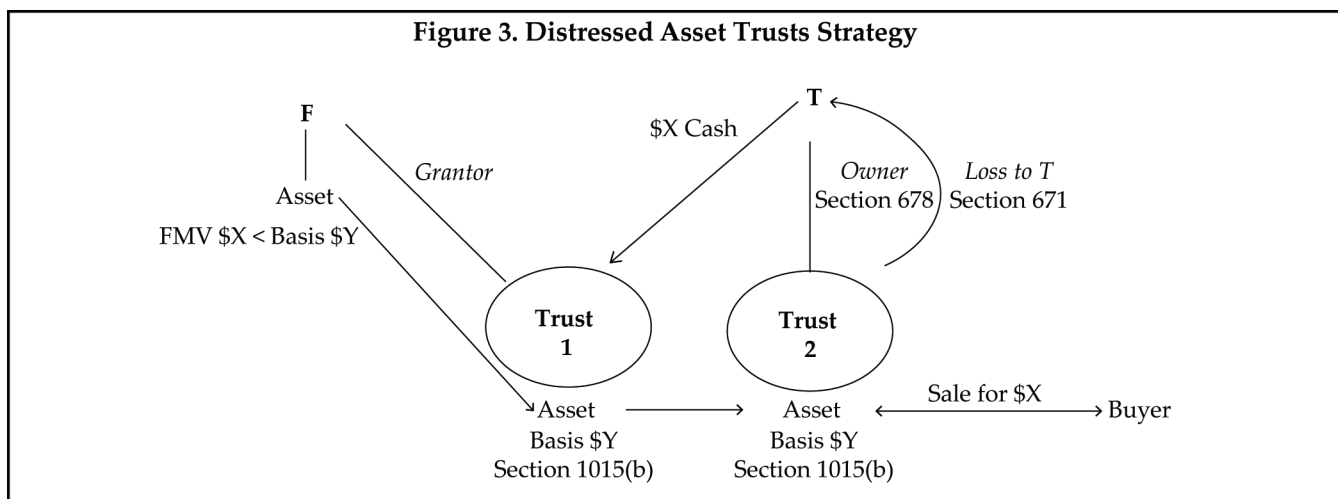 Figure 3. Distressed Asset Trusts Strategy
F
T
$X Cash
Grantor
Owner
Section 678
Loss to T
Section 671
Asset
FMV $X < Basis $Y
Trust
1
Trust
2
Asset
Basis $Y
Section 1015(b)
Asset
Basis $Y
Section 1015(b)
Sale for $X
Buyer